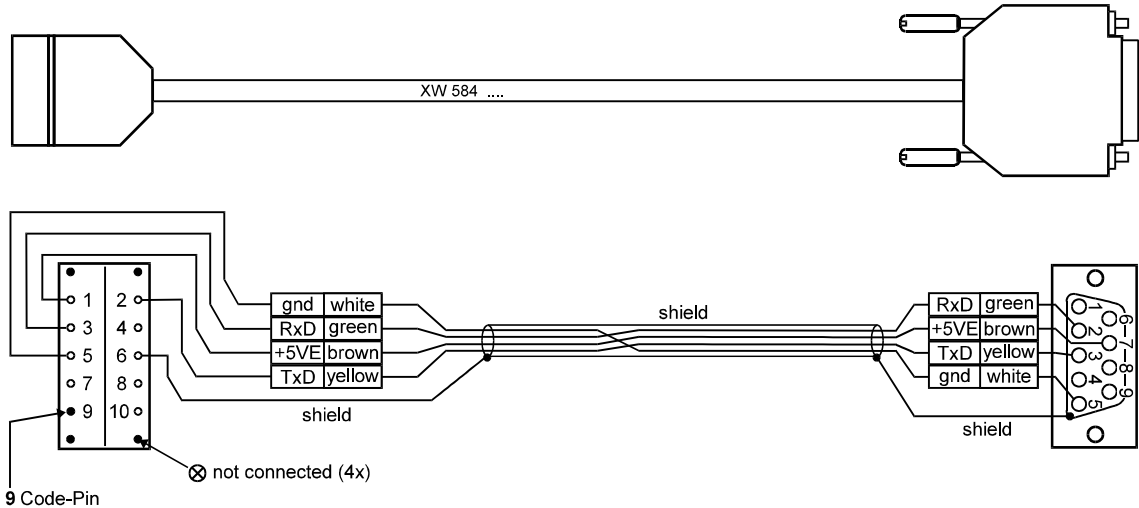 XW 584 ....
gnd white
RxD green
+5VE brown
TxD yellow
1 2
3 4
5 6
7 8
9 10
shield
shield
RxD green
+5VE brown
TxD yellow
gnd white
shield
1
2
3
4
5
6
7
8
9
not connected (4x)
9 Code-Pin